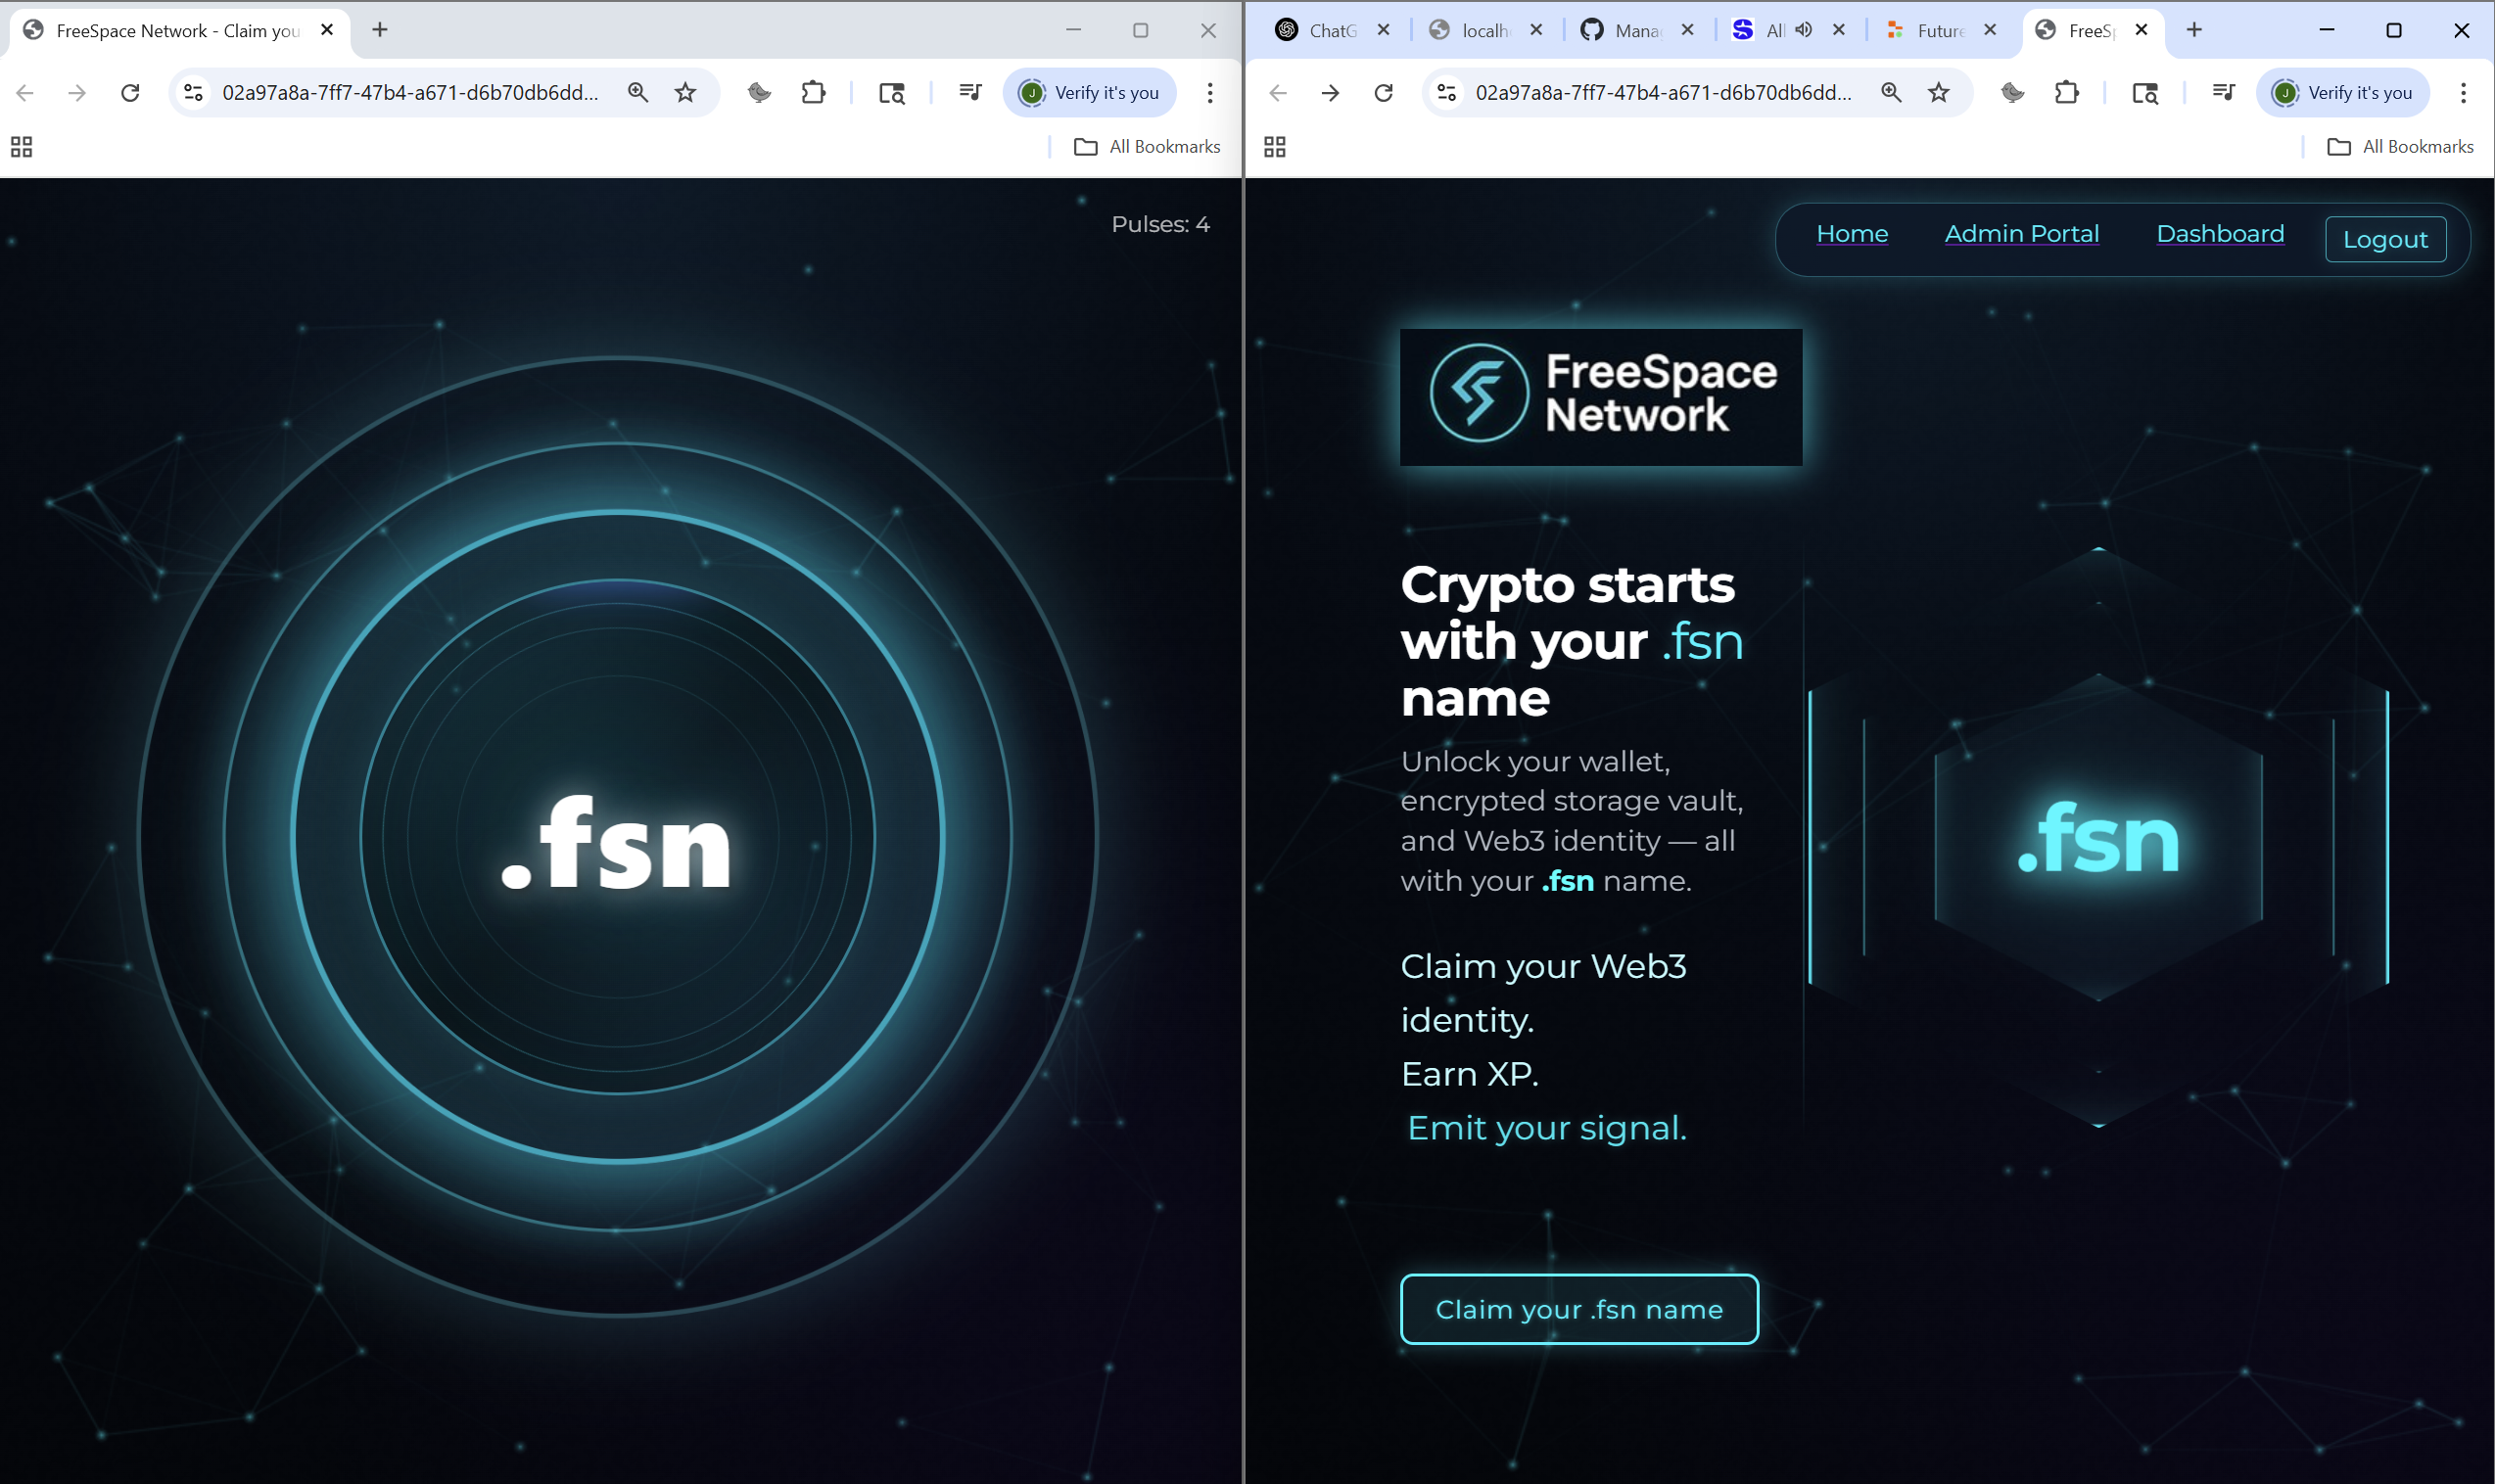 FreeSpace Network - Claim you
02a97a8a-7ff7-47b4-a671-d6b70db6dd...
J
Verify it's you
All Bookmarks
Pulses: 4
.fsn
ChatG
localh
Mana
All
Future
FreeSp
02a97a8a-7ff7-47b4-a671-d6b70db6dd...
J
Verify it's you
All Bookmarks
Home
Admin Portal
Dashboard
Logout
FreeSpace
Network
Crypto starts
with your .fsn
name
Unlock your wallet,
encrypted storage vault,
and Web3 identity — all
with your .fsn name.
Claim your Web3
identity.
Earn XP.
Emit your signal.
.fsn
Claim your .fsn name